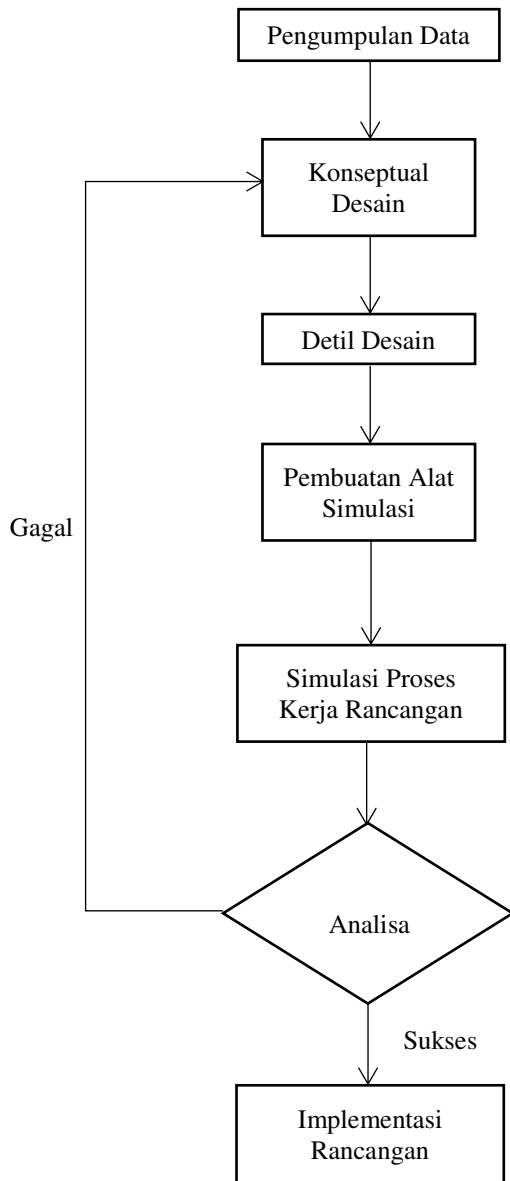 Pengumpulan Data
Konseptual
Desain
Detil Desain
Pembuatan Alat
Simulasi
Gagal
Simulasi Proses
Kerja Rancangan
Analisa
Sukses
Implementasi
Rancangan